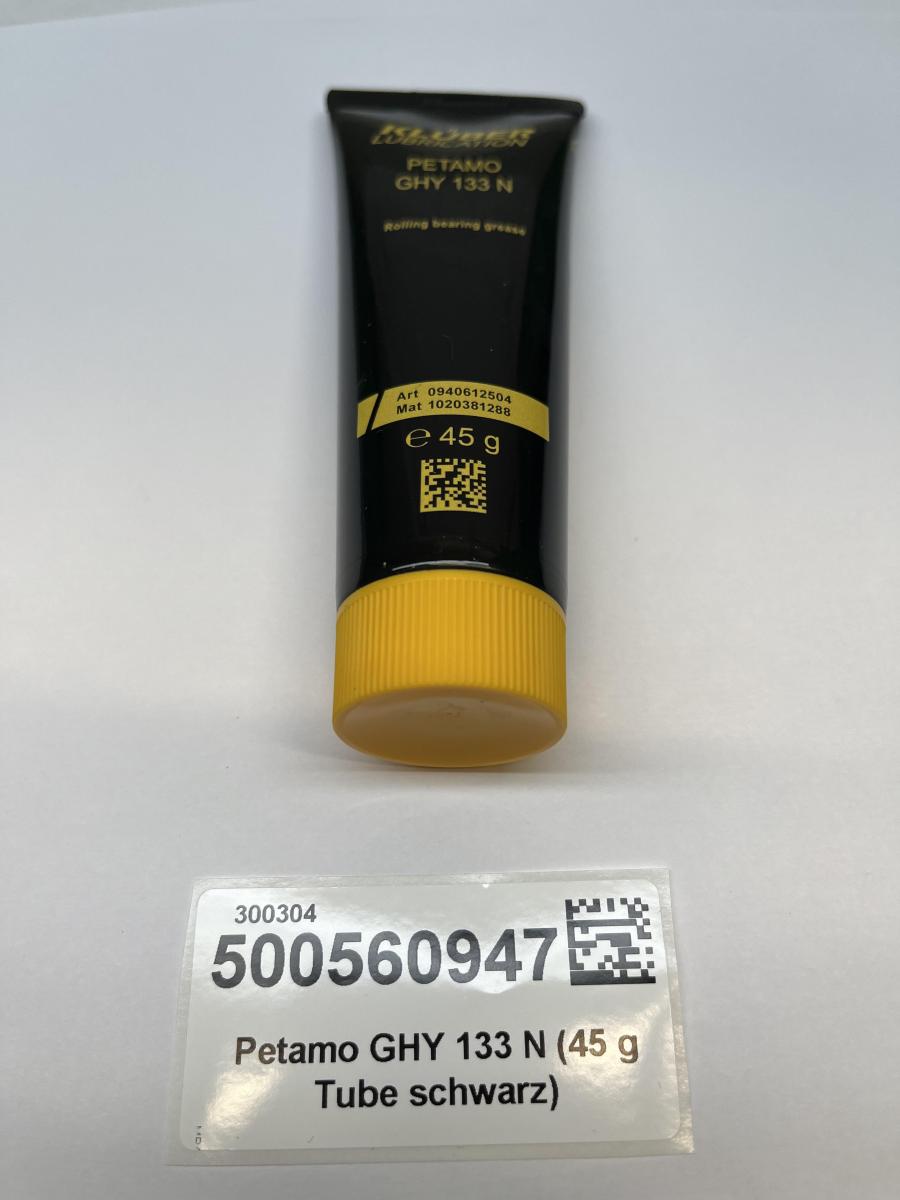 KLÜBER
LUBRICATION
PETAMO
GHY 133 N
Rolling bearing grease
Art 0940612504
Mat 1020381288
℮ 45 g
300304
500560947
Petamo GHY 133 N (45 g
Tube schwarz)